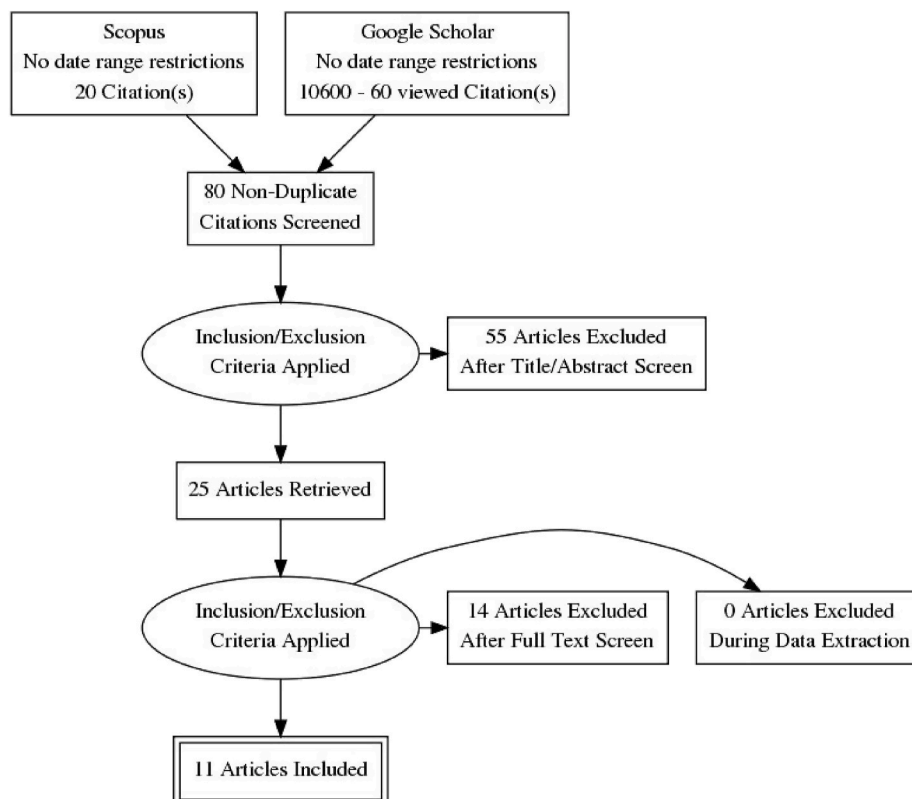 Scopus
No date range restrictions
20 Citation(s)
Google Scholar
No date range restrictions
10600 - 60 viewed Citation(s)
80 Non-Duplicate
Citations Screened
Inclusion/Exclusion
Criteria Applied
55 Articles Excluded
After Title/Abstract Screen
25 Articles Retrieved
Inclusion/Exclusion
Criteria Applied
14 Articles Excluded
After Full Text Screen
0 Articles Excluded
During Data Extraction
11 Articles Included